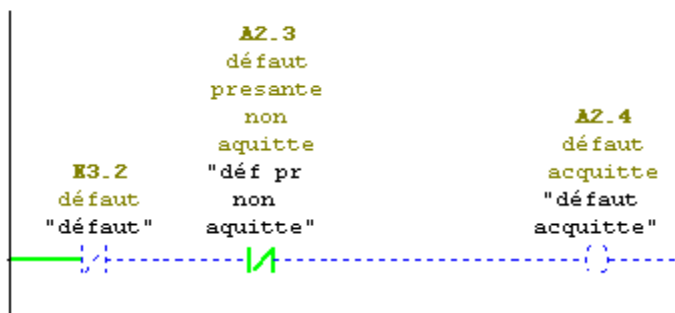 A2.3
défaut
presante
non
aquitte
"déf pr
non
aquitte"
E3.2
défaut
"défaut"
A2.4
défaut
acquitte
"défaut
acquitte"